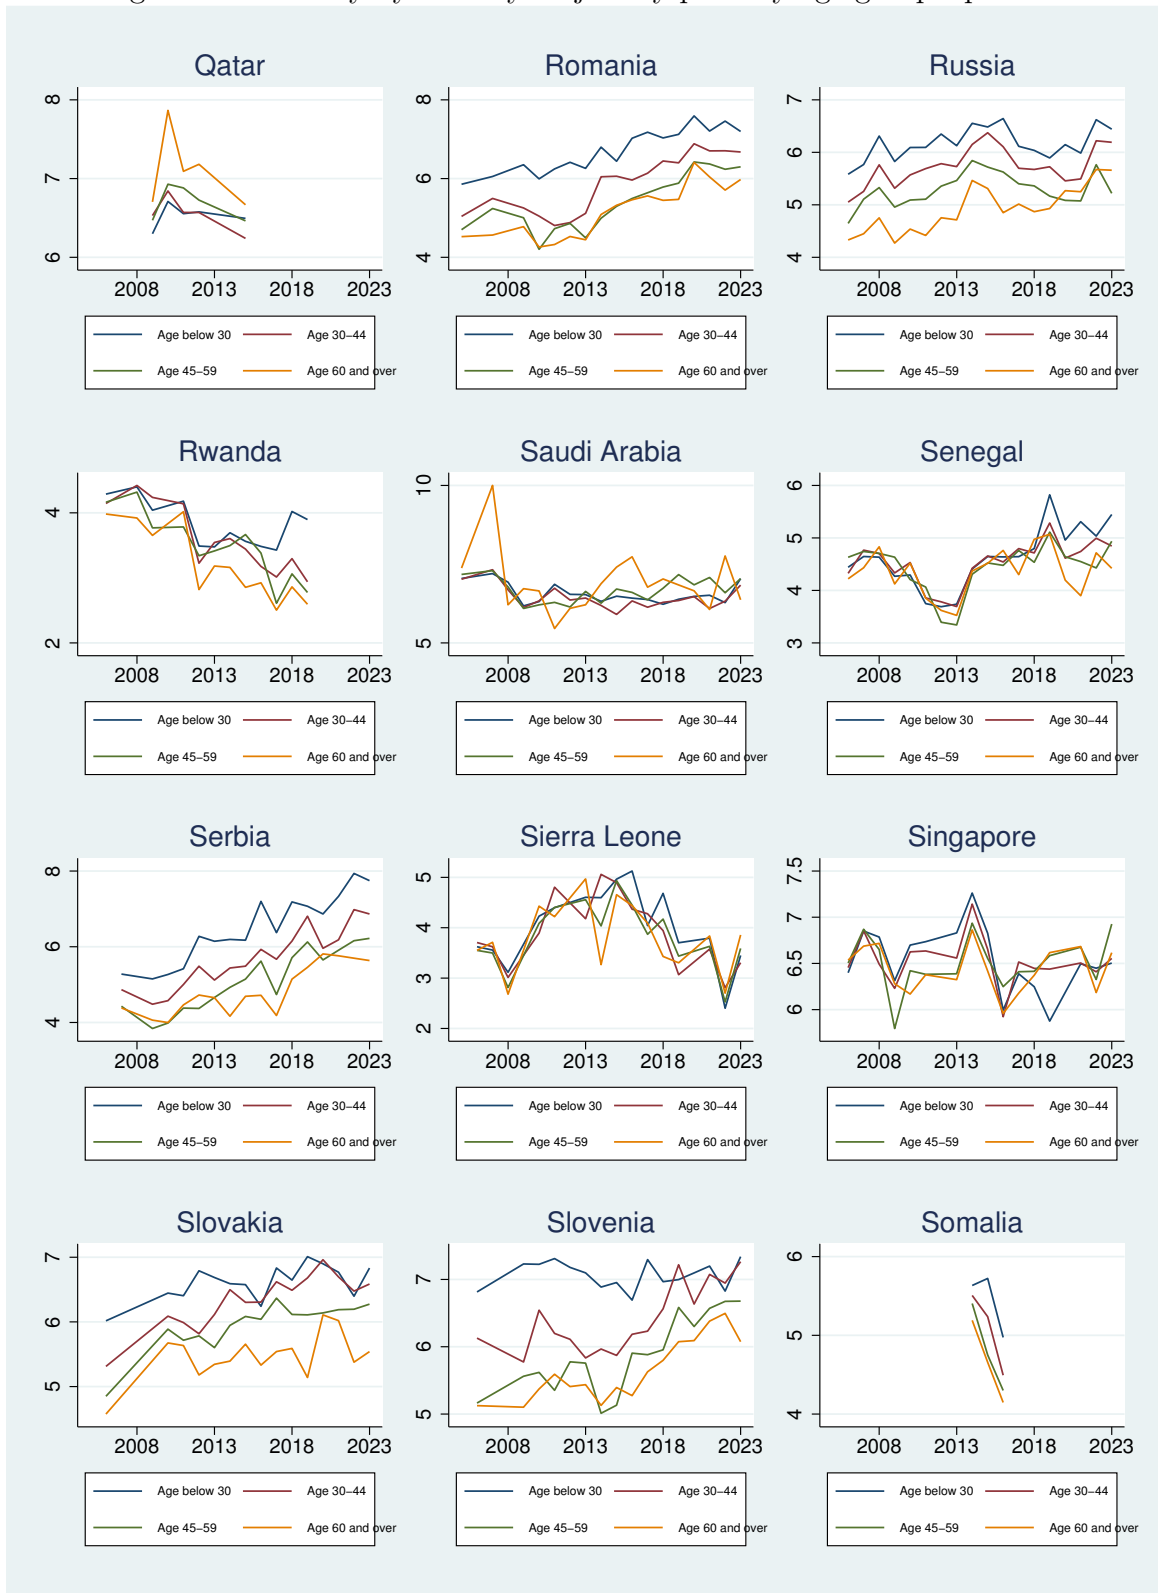 Qatar Romania Russia
8 8 7
7 6 6
6 4 5
4
2008 2013 2018 2023 2008 2013 2018 2023 2008 2013 2018 2023
Age below 30 Age 30–44 Age below 30 Age 30–44 Age below 30 Age 30–44
Age 45–59 Age 60 and over Age 45–59 Age 60 and over Age 45–59 Age 60 and over
Rwanda Saudi Arabia Senegal
4 10 6
2 5 5
4
3
2008 2013 2018 2023 2008 2013 2018 2023 2008 2013 2018 2023
Age below 30 Age 30–44 Age below 30 Age 30–44 Age below 30 Age 30–44
Age 45–59 Age 60 and over Age 45–59 Age 60 and over Age 45–59 Age 60 and over
Serbia Sierra Leone Singapore
8 5 7.5
6 4 7
4 3 6.5
2 6
2008 2013 2018 2023 2008 2013 2018 2023 2008 2013 2018 2023
Age below 30 Age 30–44 Age below 30 Age 30–44 Age below 30 Age 30–44
Age 45–59 Age 60 and over Age 45–59 Age 60 and over Age 45–59 Age 60 and over
Slovakia Slovenia Somalia
7 7 6
6 6 5
5 5 4
2008 2013 2018 2023 2008 2013 2018 2023 2008 2013 2018 2023
Age below 30 Age 30–44 Age below 30 Age 30–44 Age below 30 Age 30–44
Age 45–59 Age 60 and over Age 45–59 Age 60 and over Age 45–59 Age 60 and over